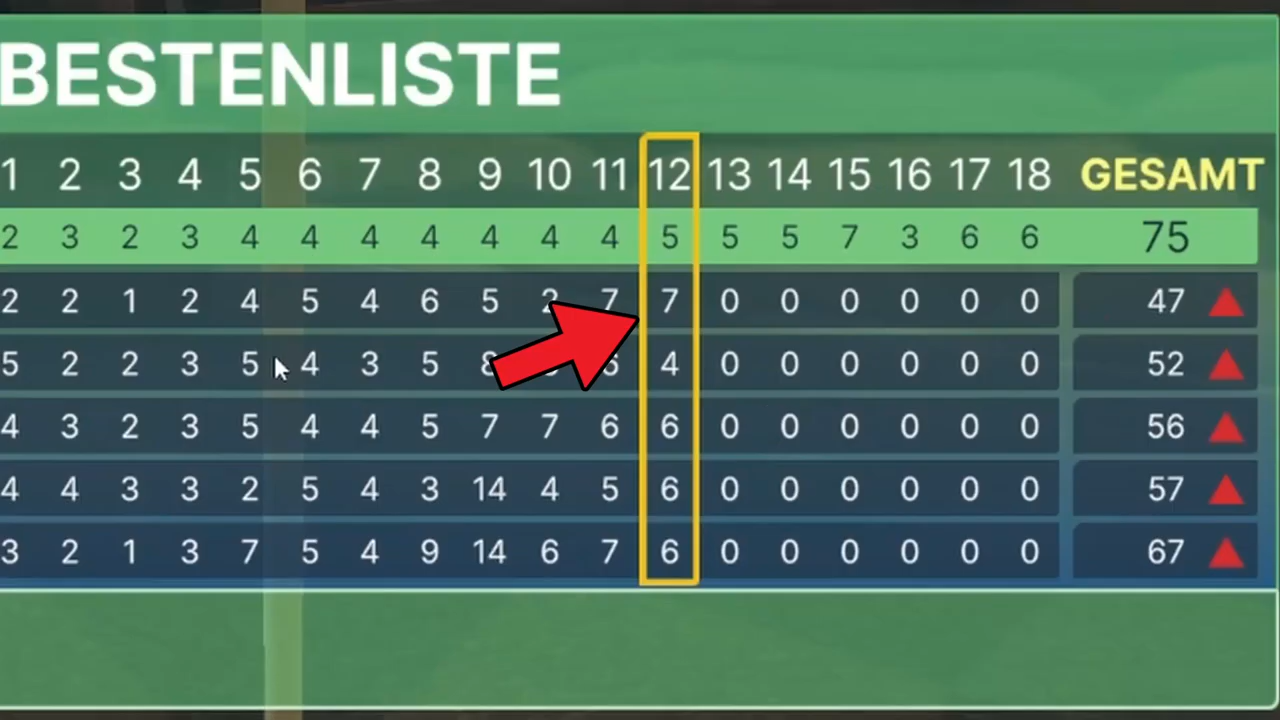 BESTENLISTE
1 2 3 4 5 6 7 8 9 10 11 12 13 14 15 16 17 18 GESAMT
2 3 2 3 4 4 4 4 4 4 4 5 5 5 7 3 6 6 75
2 2 1 2 4 5 4 6 5 2 7 7 0 0 0 0 0 0 47
5 2 2 3 5 4 3 5 8 6 4 0 0 0 0 0 0 52
4 3 2 3 5 4 4 5 7 7 6 6 0 0 0 0 0 0 56
4 4 3 3 2 5 4 3 14 4 5 6 0 0 0 0 0 0 57
3 2 1 3 7 5 4 9 14 6 7 6 0 0 0 0 0 0 67